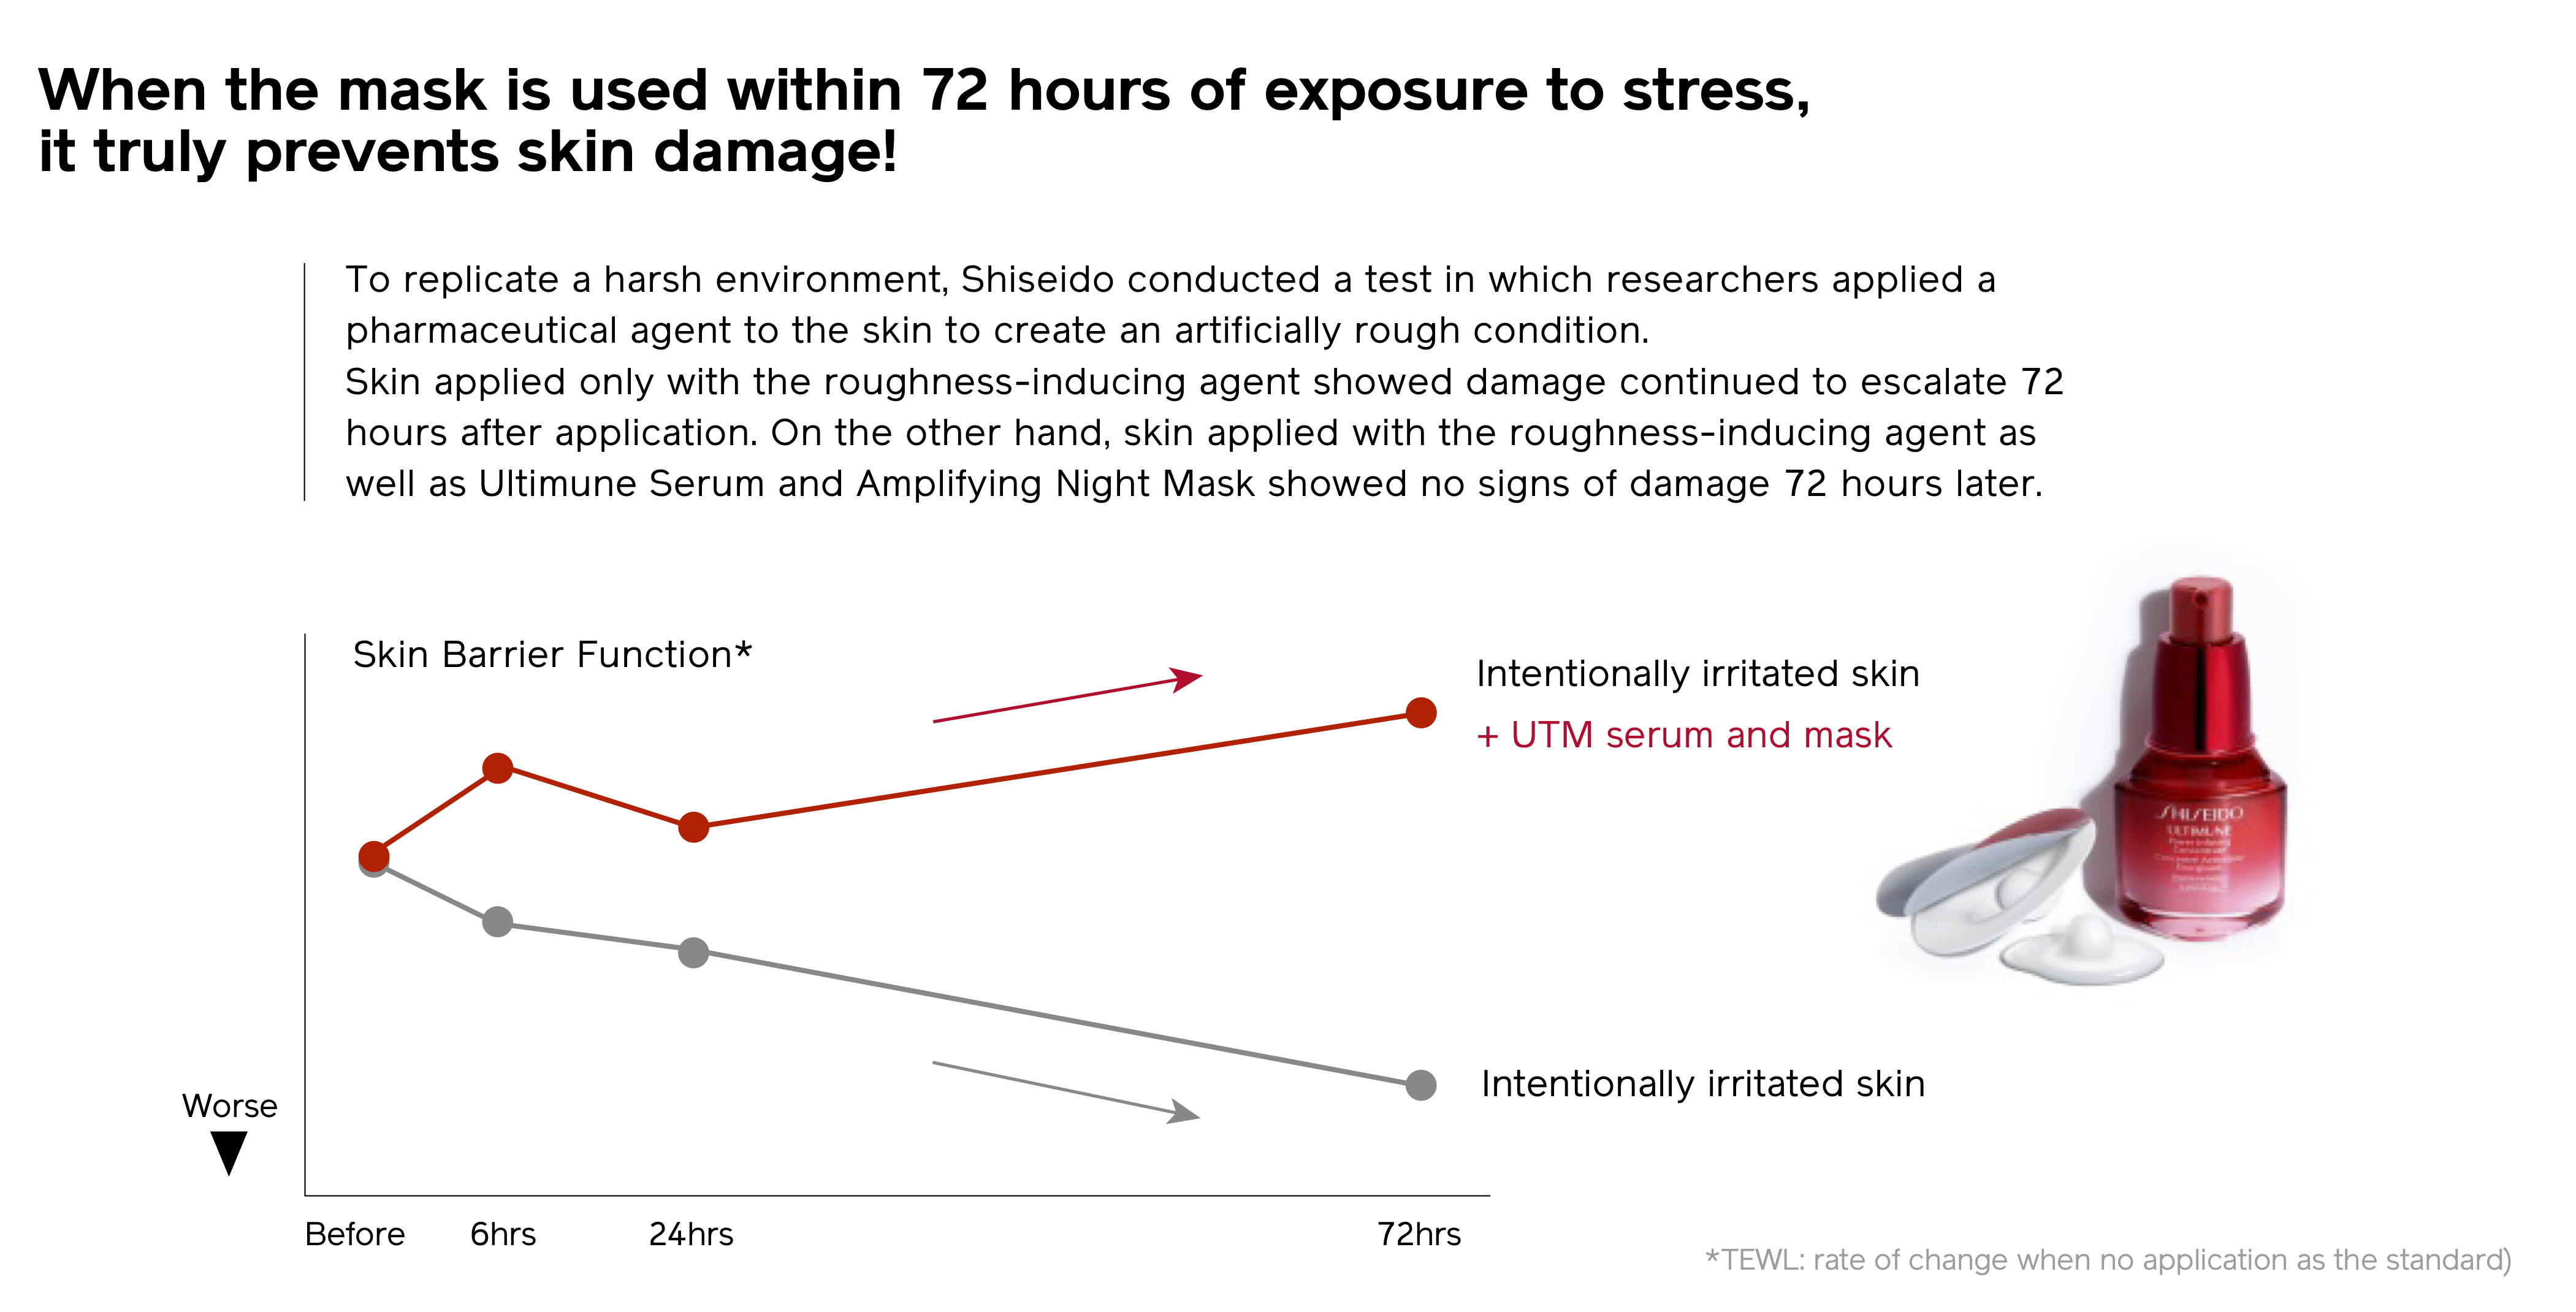 When the mask is used within 72 hours of exposure to stress,
it truly prevents skin damage!
To replicate a harsh environment, Shiseido conducted a test in which researchers applied a
pharmaceutical agent to the skin to create an artificially rough condition.
Skin applied only with the roughness-inducing agent showed damage continued to escalate 72
hours after application. On the other hand, skin applied with the roughness-inducing agent as
well as Ultimune Serum and Amplifying Night Mask showed no signs of damage 72 hours later.
Skin Barrier Function*
Intentionally irritated skin
+ UTM serum and mask
SHISEIDO
ULTIMUNE
Power Infusing
Concentrate
Intentionally irritated skin
Worse
Before 6hrs 24hrs 72hrs
*TEWL: rate of change when no application as the standard)